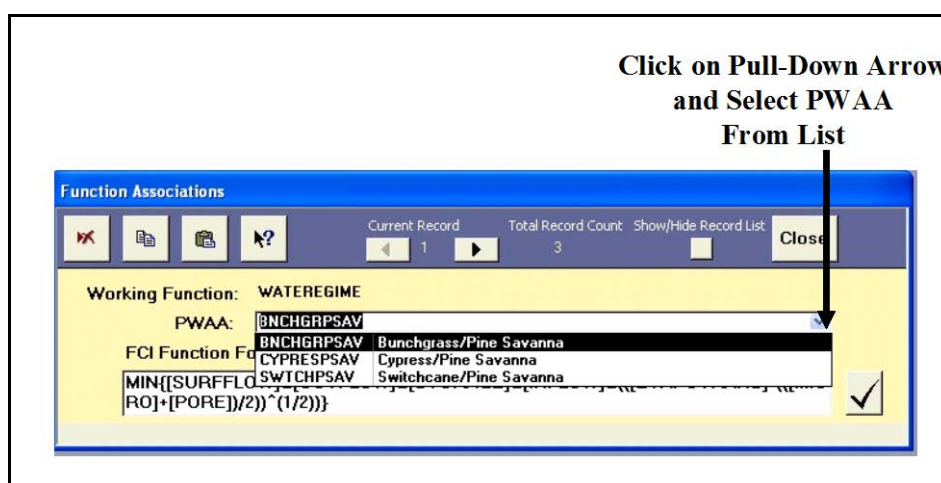 Click on Pull-Down Arrow
and Select PWAA
From List
Function Associations
Current Record
Total Record Count
Show/Hide Record List
1
3
Close
Working Function: WATEREGIME
PWAA: BNCHGRPSAV
BNCHGRPSAV Bunchgrass/Pine Savanna
CYPRESPSAV Cypress/Pine Savanna
SWTCHPSAV Switchcane/Pine Savanna
FCI Function Fo
MIN{[SURFFLO
RO]+[PORE])/2))^(1/2))}